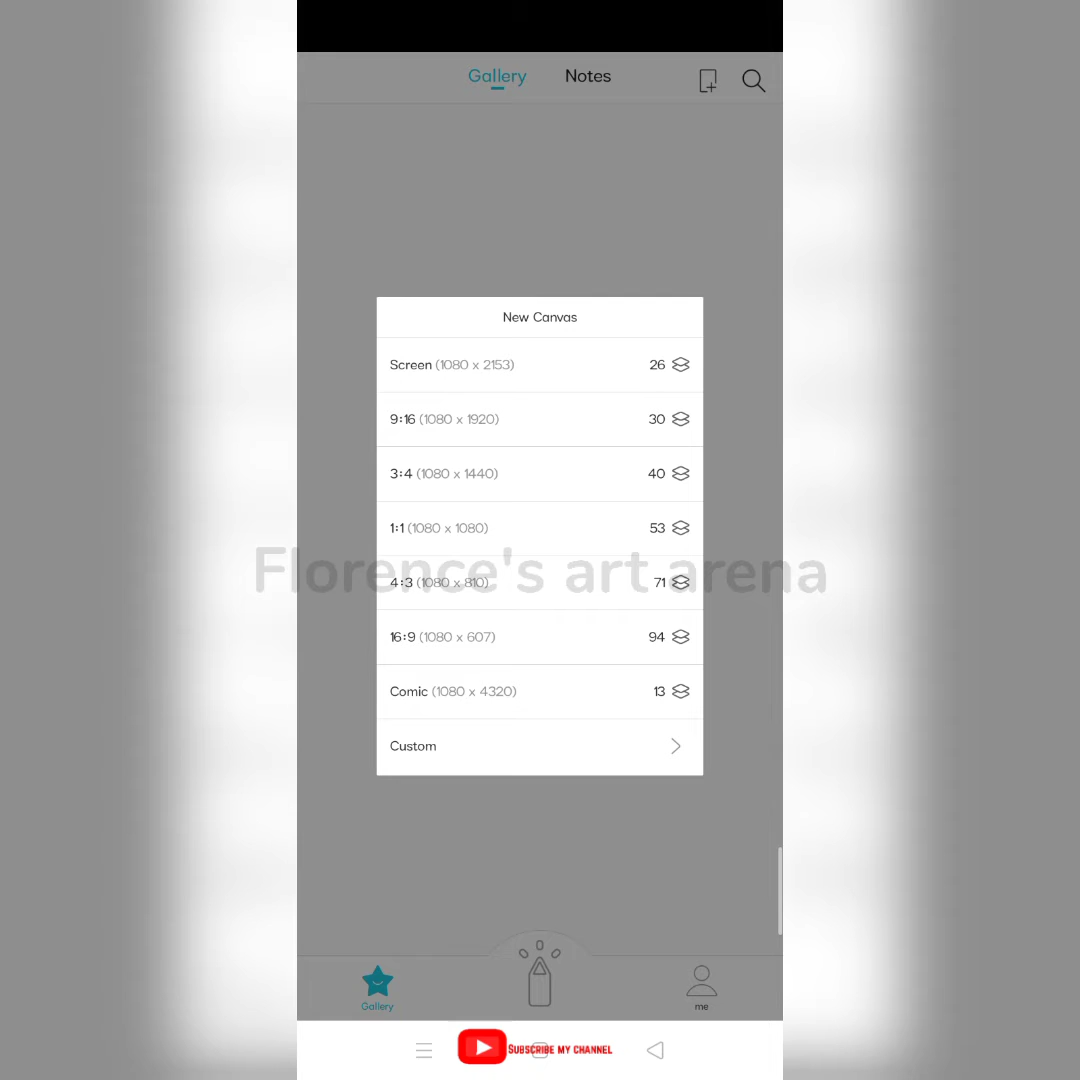 Gallery Notes
New Canvas
Screen (1080 x 2153) 26
9:16 (1080 x 1920) 30
3:4 (1080 x 1440) 40
1:1 (1080 x 1080) 53
Florence's art arena
4:3 (1080 x 810) 71
16:9 (1080 x 607) 94
Comic (1080 x 4320) 13
Custom
Gallery me
SUBSCRIBE MY CHANNEL